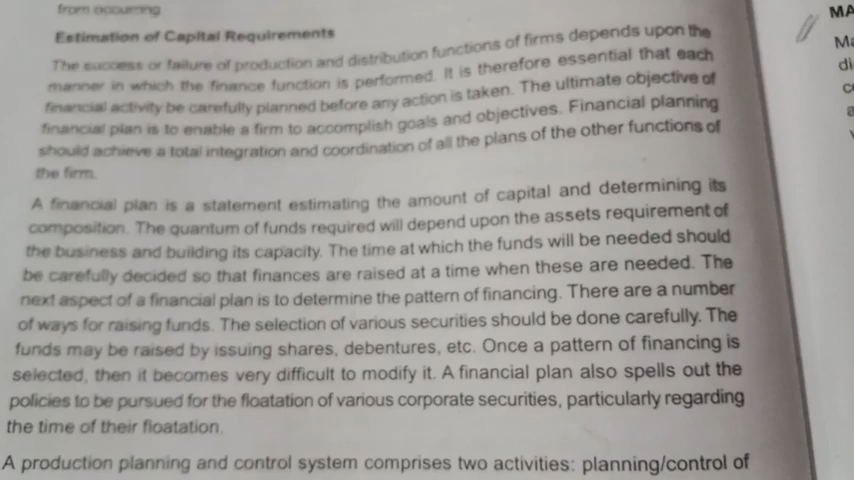 from occurring
Estimation of Capital Requirements
The success or failure of production and distribution functions of firms depends upon the
manner in which the finance function is performed. It is therefore essential that each
financial activity be carefully planned before any action is taken. The ultimate objective of
financial plan is to enable a firm to accomplish goals and objectives. Financial planning
should achieve a total integration and coordination of all the plans of the other functions of
the firm.
A financial plan is a statement estimating the amount of capital and determining its
composition. The quantum of funds required will depend upon the assets requirement of
the business and building its capacity. The time at which the funds will be needed should
be carefully decided so that finances are raised at a time when these are needed. The
next aspect of a financial plan is to determine the pattern of financing. There are a number
of ways for raising funds. The selection of various securities should be done carefully. The
funds may be raised by issuing shares, debentures, etc. Once a pattern of financing is
selected, then it becomes very difficult to modify it. A financial plan also spells out the
policies to be pursued for the floatation of various corporate securities, particularly regarding
the time of their floatation.
A production planning and control system comprises two activities: planning/control of
MA
Ma
di